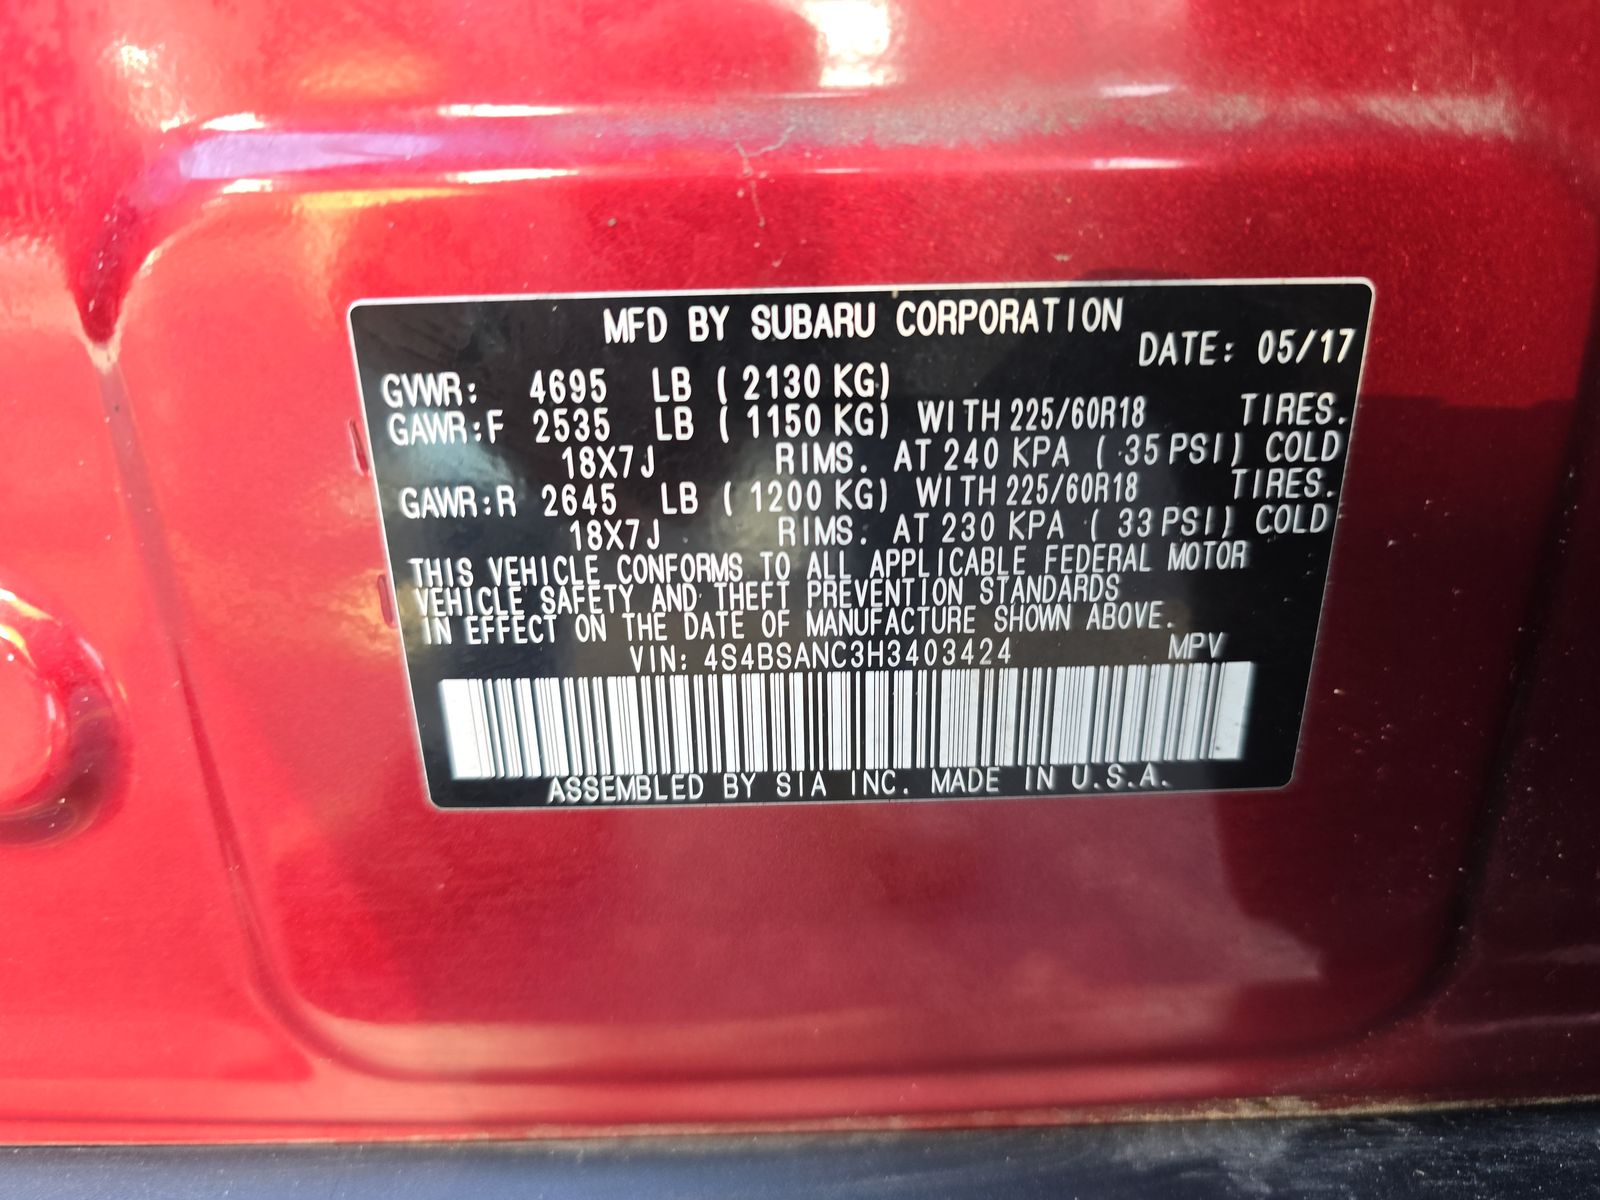 MFD BY SUBARU CORPORATION
DATE: 05/17
GVWR: 4695 LB ( 2130 KG)
GAWR:F 2535 LB ( 1150 KG) WITH 225/60R18 TIRES.
18X7J RIMS. AT 240 KPA ( 35 PSI) COLD
GAWR:R 2645 LB ( 1200 KG) WITH 225/60R18 TIRES.
18X7J RIMS. AT 230 KPA ( 33 PSI) COLD
THIS VEHICLE CONFORMS TO ALL APPLICABLE FEDERAL MOTOR
VEHICLE SAFETY AND THEFT PREVENTION STANDARDS
IN EFFECT ON THE DATE OF MANUFACTURE SHOWN ABOVE.
VIN: 4S4BSANC3H3403424 MPV
ASSEMBLED BY SIA INC. MADE IN U.S.A.